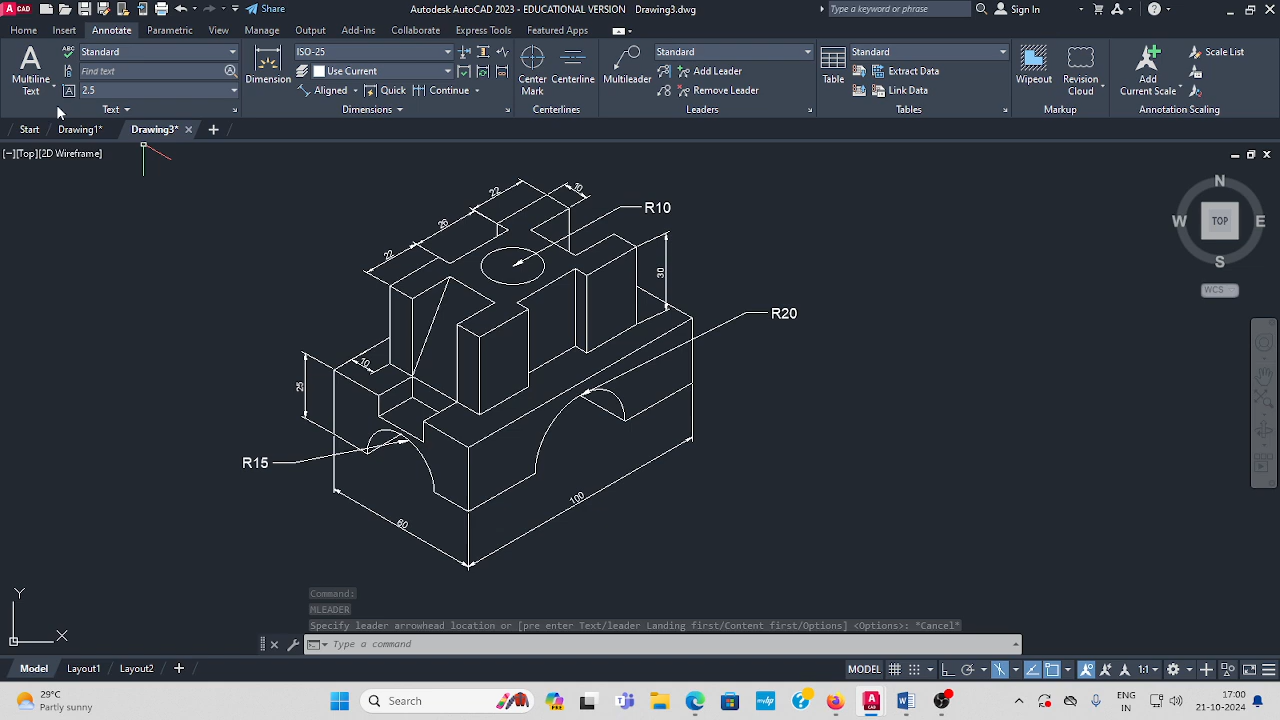 CAD
Share
Autodesk AutoCAD 2023 - EDUCATIONAL VERSION Drawing3.dwg
Type a keyword or phrase
Sign In
Home Insert Annotate Parametric View Manage Output Add-ins Collaborate Express Tools Featured Apps
Multiline Text
Standard
Find text
2.5
Text
Dimension
ISO-25
Use Current
Aligned Quick Continue
Dimensions
Center Mark
Centerline
Centerlines
Multileader
Standard
Add Leader
Remove Leader
Leaders
Table
Standard
Extract Data
Link Data
Tables
Wipeout
Revision Cloud
Markup
Add Current Scale
Scale List
Annotation Scaling
Start Drawing1* Drawing3*
[−][Top][2D Wireframe]
N
W TOP E
S
WCS
22
10
26
R10
22
30
R20
10
25
R15
100
60
Y
X
Command:
MLEADER
Specify leader arrowhead location or [pre enter Text/leader Landing first/Content first/Options] <Options>: *Cancel*
Type a command
Model Layout1 Layout2
MODEL
1:1
29°C
Partly sunny
Search
ENG
IN
17:00
21-10-2024